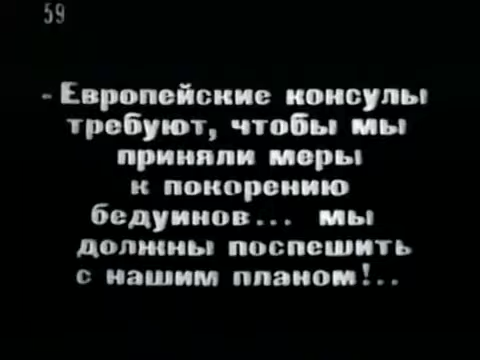 59
- Европейские консулы
требуют, чтобы мы
приняли меры
к покорению
бедуинов... мы
должны поспешить
с нашим планом!..